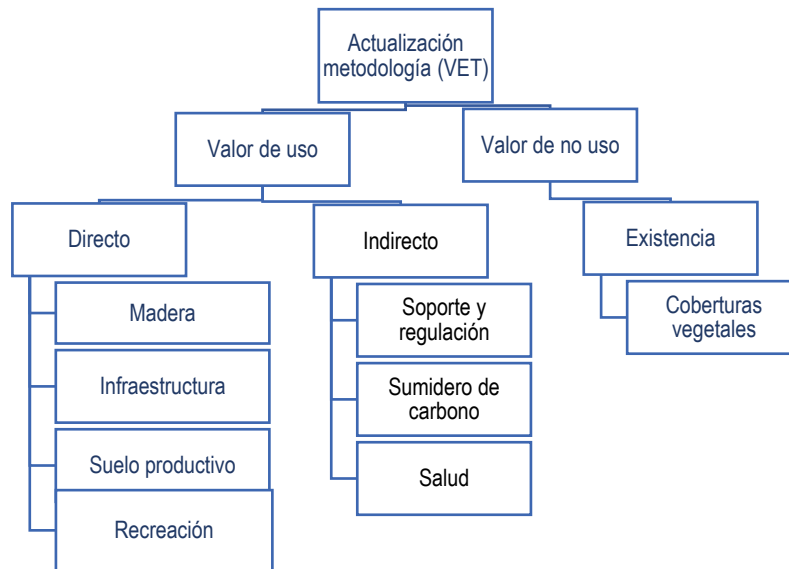 Actualización
metodología (VET)
Valor de uso
Valor de no uso
Directo
Indirecto
Existencia
Madera
Infraestructura
Suelo productivo
Recreación
Soporte y
regulación
Sumidero de
carbono
Salud
Coberturas
vegetales